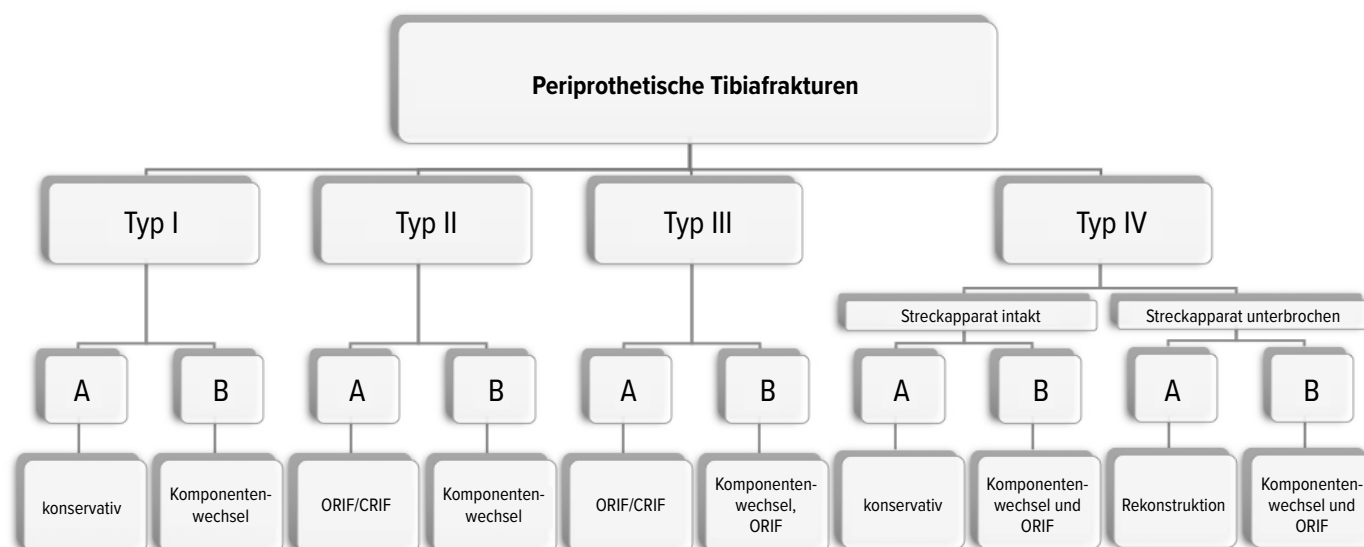 Periprothetische Tibiafrakturen
Typ I
Typ II
Typ III
Typ IV
Streckapparat intakt
Streckapparat unterbrochen
A
B
A
B
A
B
A
B
A
B
konservativ
Komponenten-
wechsel
ORIF/CRIF
Komponenten-
wechsel
ORIF/CRIF
Komponenten-
wechsel,
ORIF
konservativ
Komponenten-
wechsel und
ORIF
Rekonstruktion
Komponenten-
wechsel und
ORIF